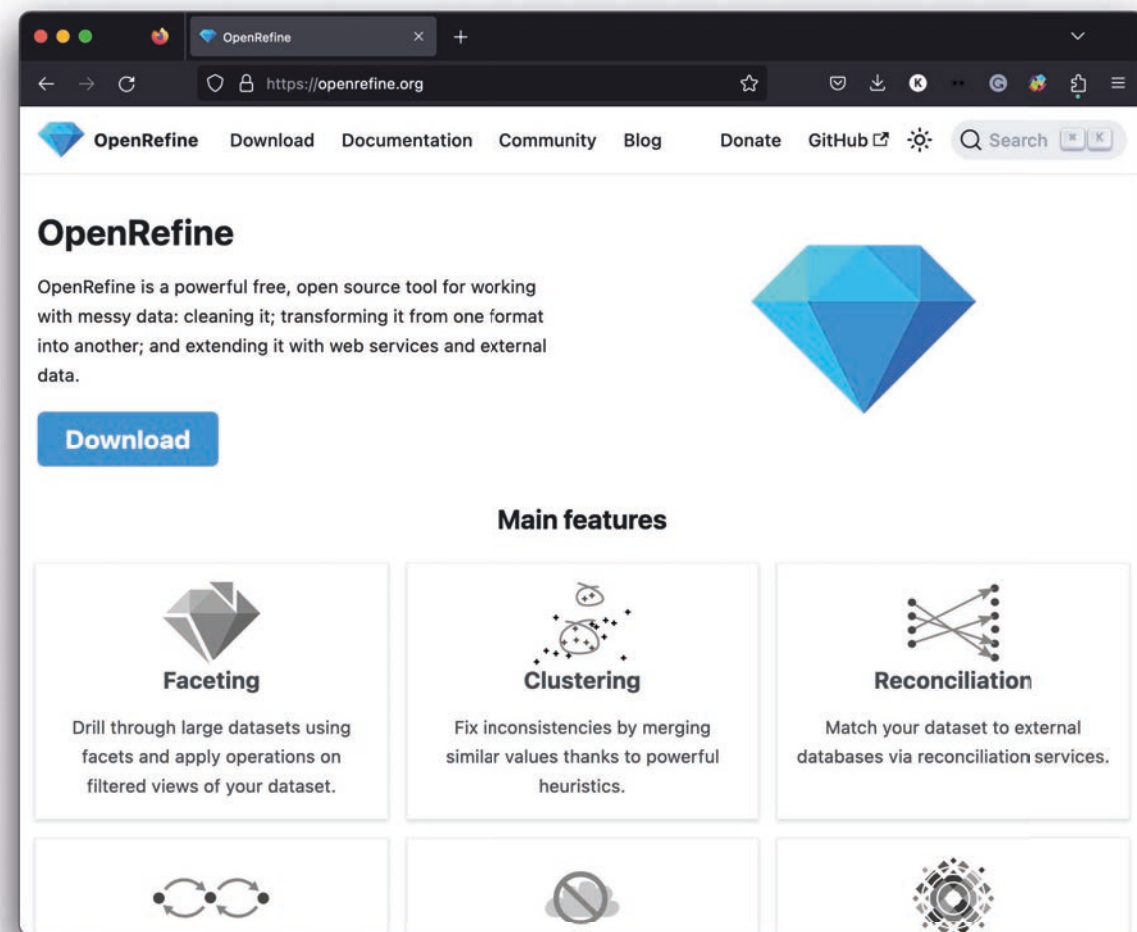 OpenRefine
https://openrefine.org
K
G
OpenRefine Download Documentation Community Blog Donate GitHub Search ⌘ K
OpenRefine
OpenRefine is a powerful free, open source tool for working
with messy data: cleaning it; transforming it from one format
into another; and extending it with web services and external
data.
Download
Main features
Faceting
Drill through large datasets using
facets and apply operations on
filtered views of your dataset.
Clustering
Fix inconsistencies by merging
similar values thanks to powerful
heuristics.
Reconciliation
Match your dataset to external
databases via reconciliation services.